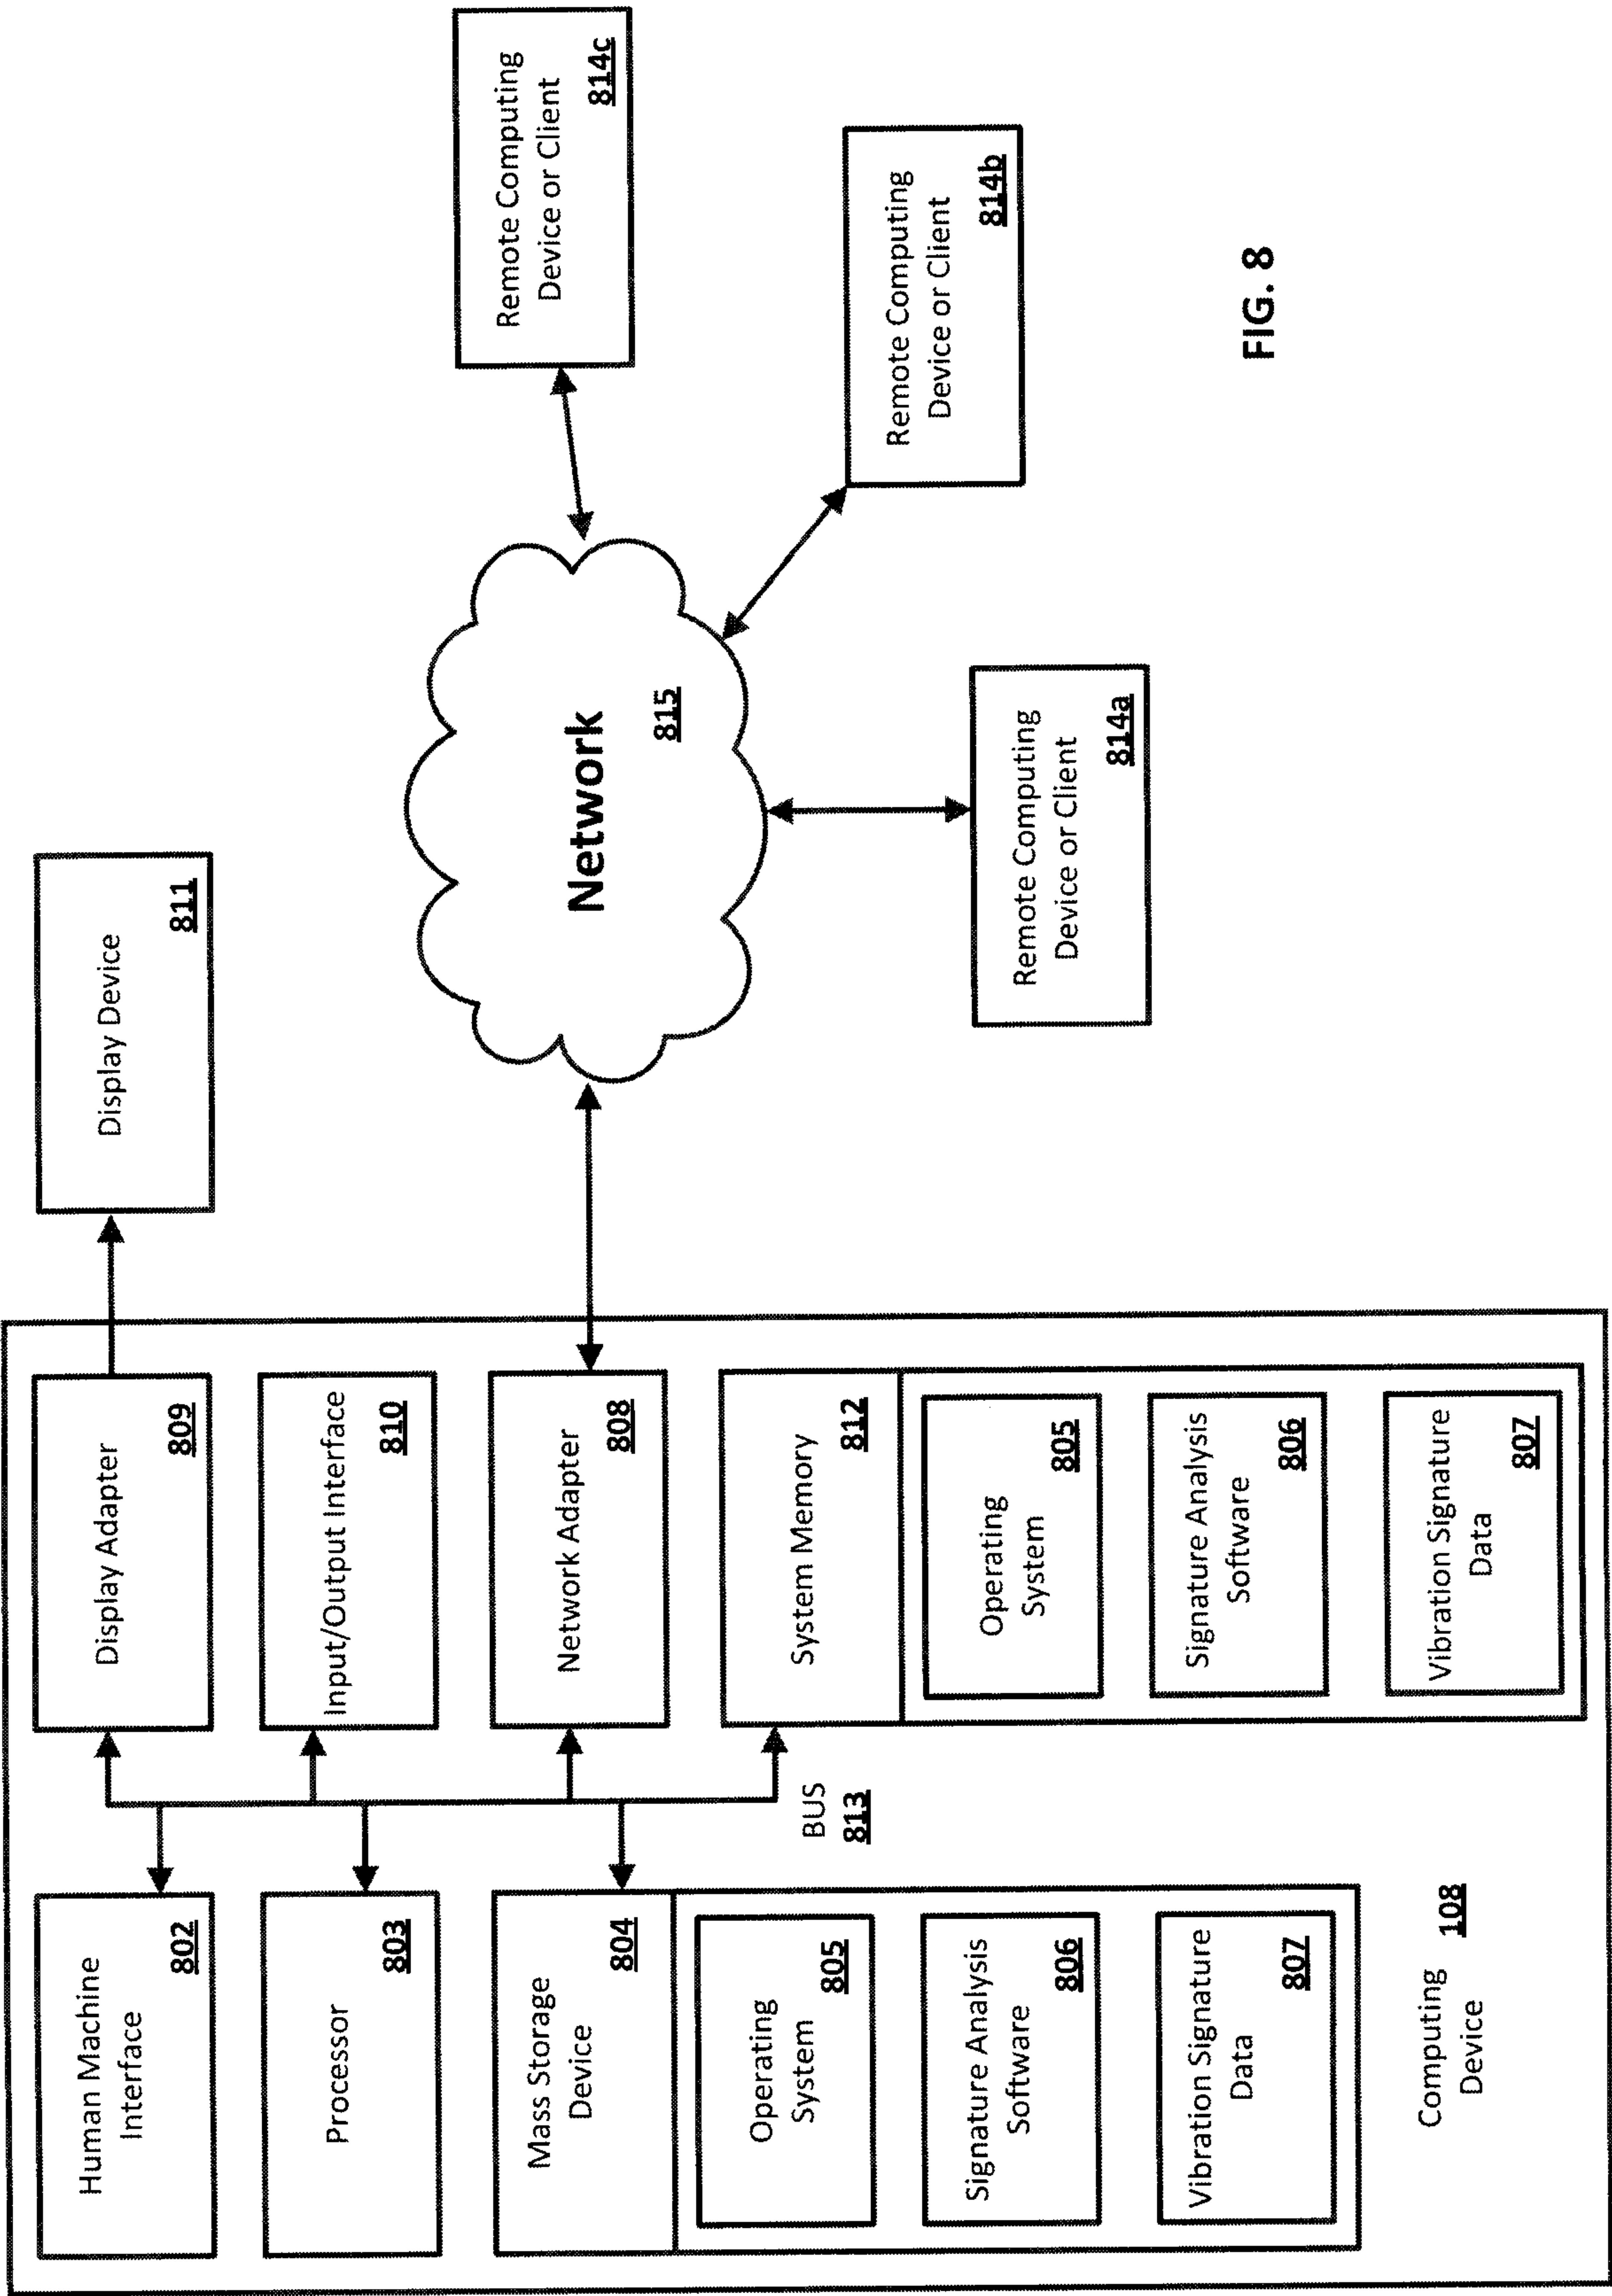 Human Machine
Interface
802
Processor
803
Mass Storage
Device
804
Operating
System
805
Signature Analysis
Software
806
Vibration Signature
Data
807
Computing
Device
108
BUS
813
Display Adapter
809
Input/Output Interface
810
Network Adapter
808
System Memory
812
Operating
System
805
Signature Analysis
Software
806
Vibration Signature
Data
807
Display Device
811
Network
815
Remote Computing
Device or Client
814a
Remote Computing
Device or Client
814b
Remote Computing
Device or Client
814c
FIG. 8